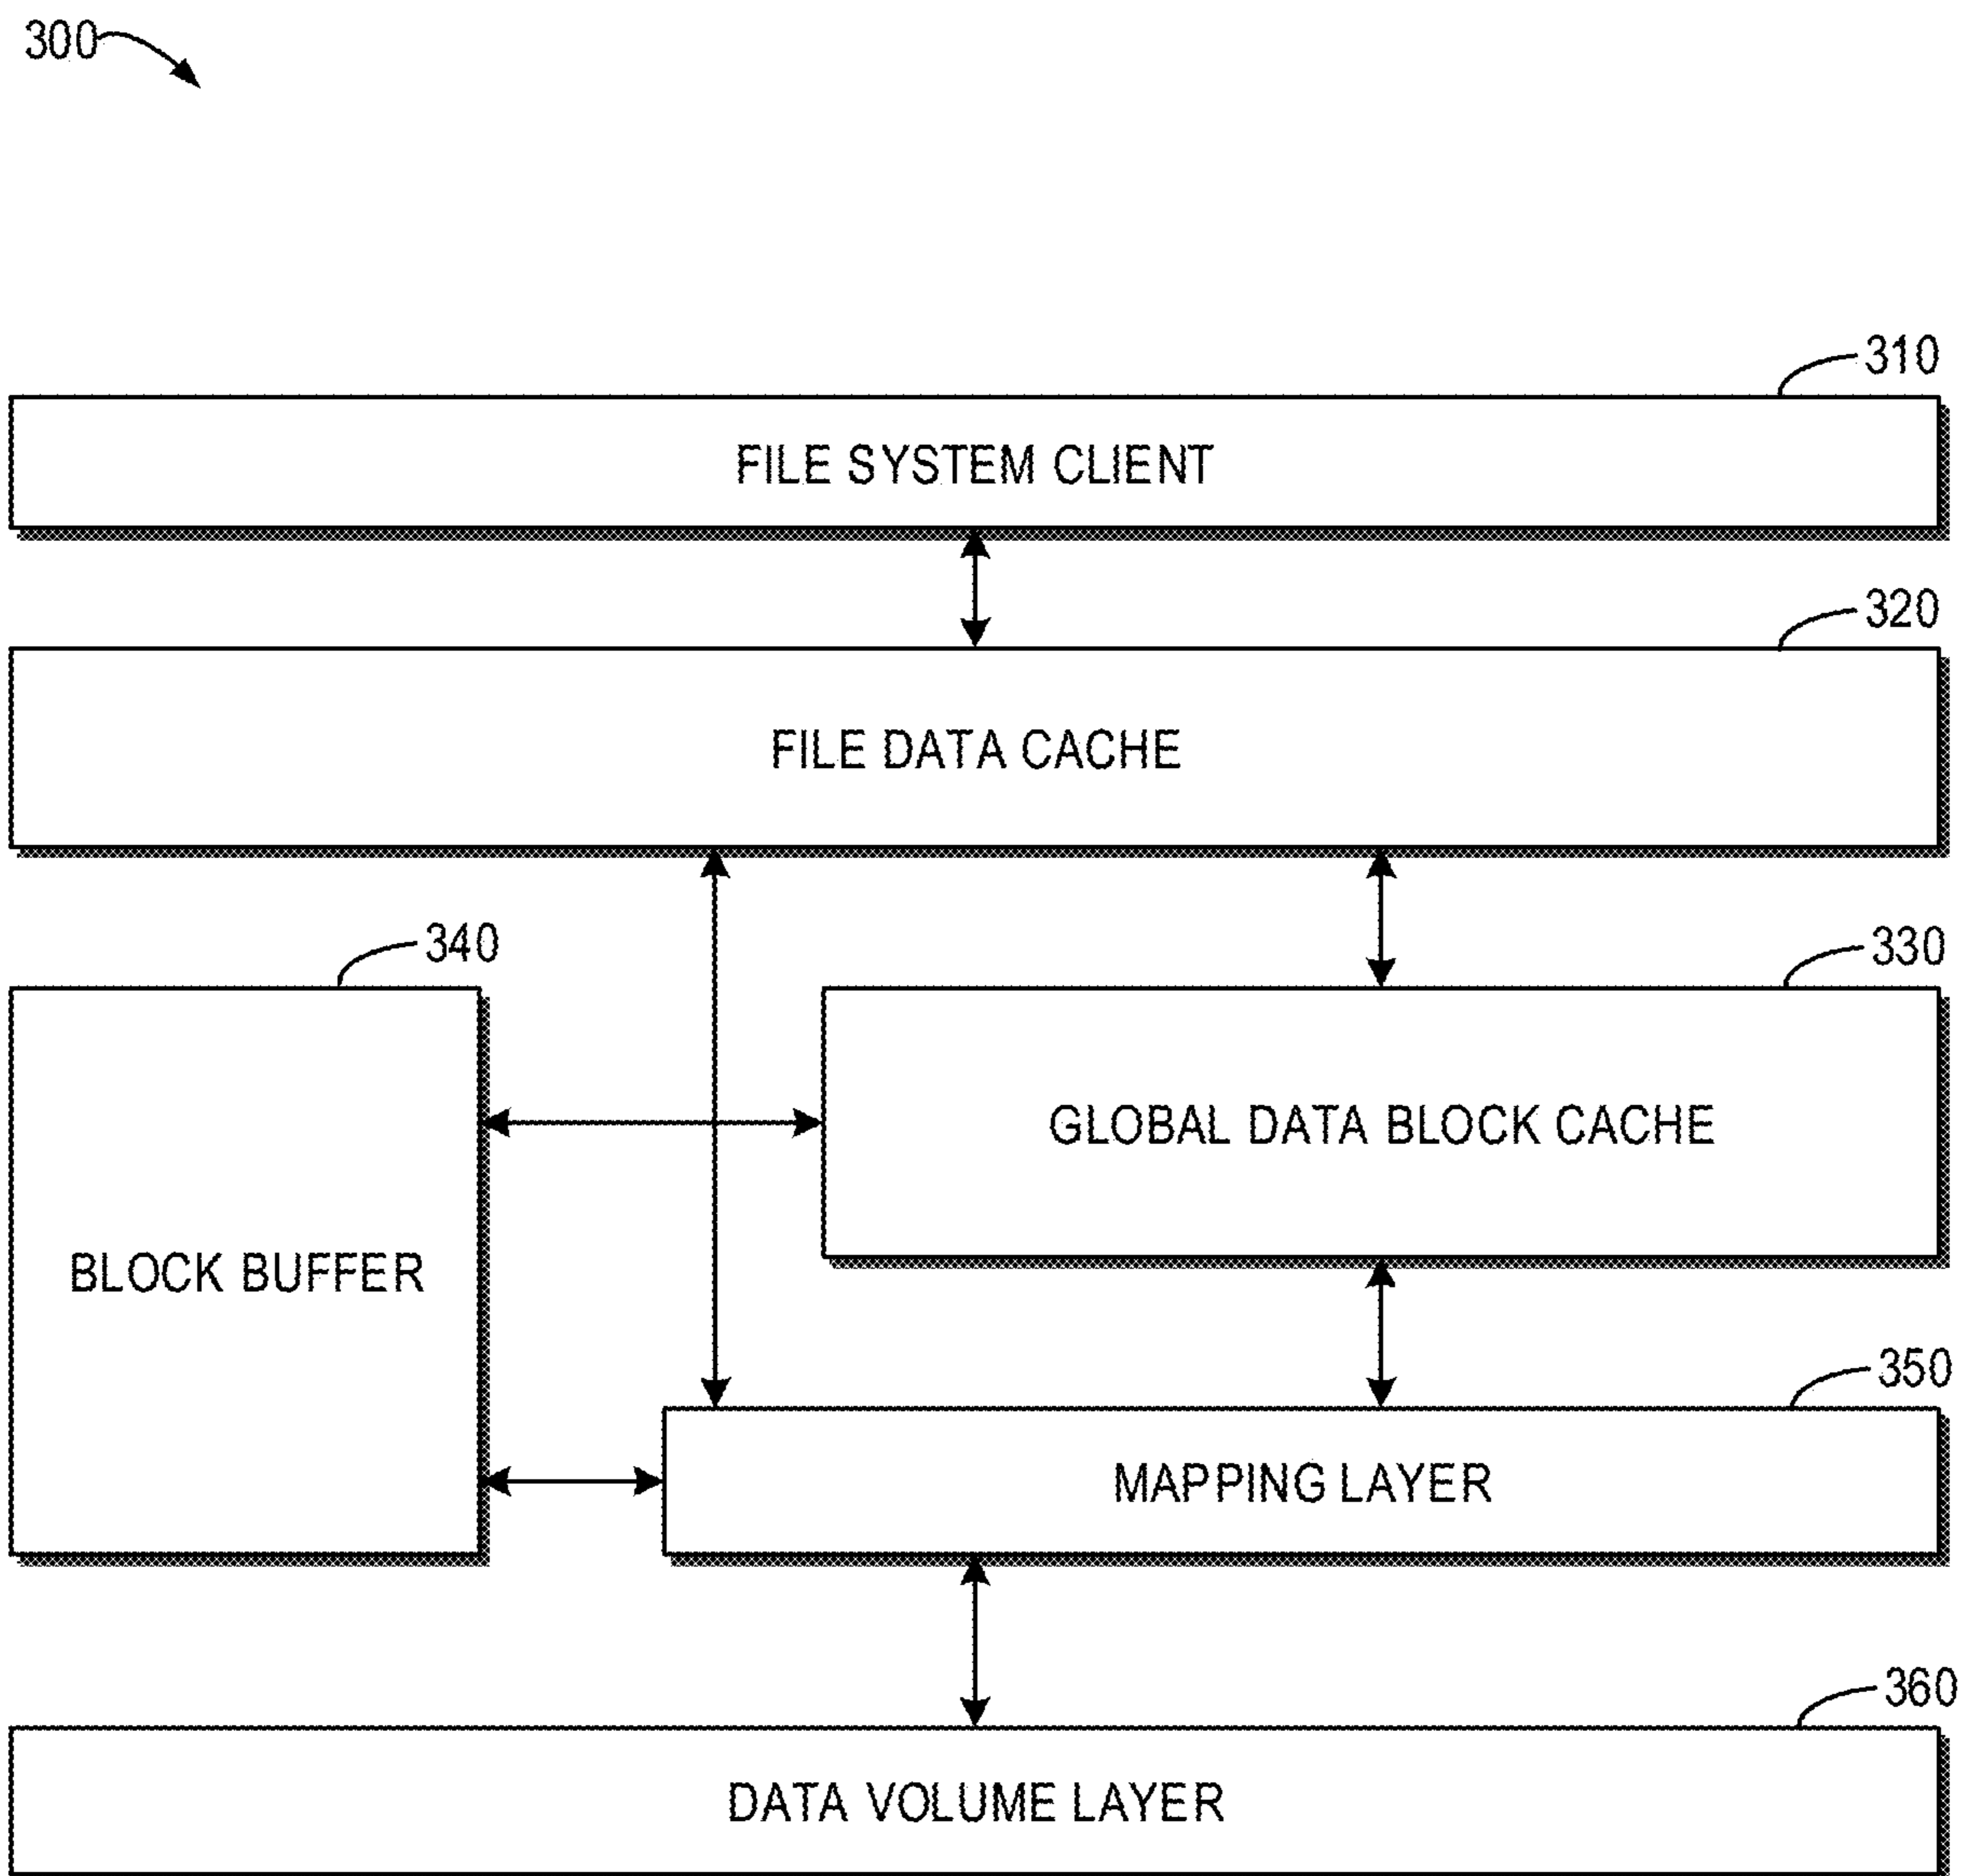 300
310
FILE SYSTEM CLIENT
320
FILE DATA CACHE
340
330
GLOBAL DATA BLOCK CACHE
BLOCK BUFFER
350
MAPPING LAYER
360
DATA VOLUME LAYER